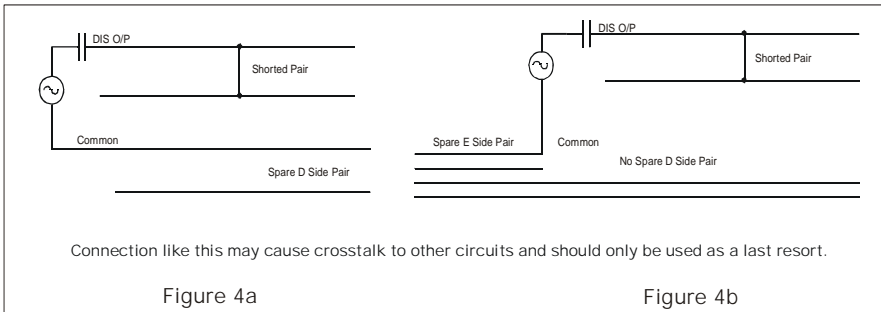 DIS O/P
Shorted Pair
Common
Spare D Side Pair
DIS O/P
Shorted Pair
Spare E Side Pair
Common
No Spare D Side Pair
Connection like this may cause crosstalk to other circuits and should only be used as a last resort.
Figure 4a
Figure 4b